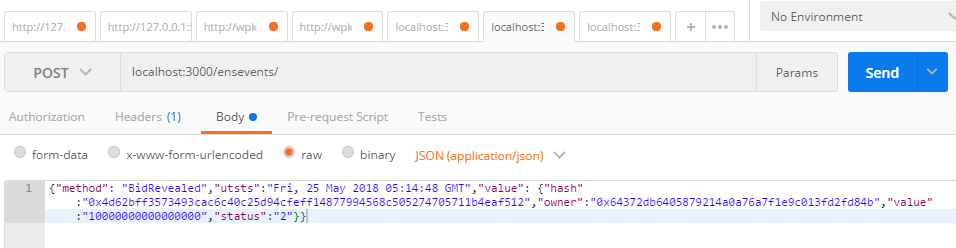 http://127.
http://127.0.0.1:5
http://wpk
http://wpk
localhost:3
localhost:3
localhost:3
+
•••
No Environment
POST
localhost:3000/ensevents/
Params
Send
Authorization
Headers (1)
Body
Pre-request Script
Tests
form-data
x-www-form-urlencoded
raw
binary
JSON (application/json)
1 {"method": "BidRevealed","utsts":"Fri, 25 May 2018 05:14:48 GMT","value": {"hash"
:"0x4d62bff3573493cac6c40c25d94cfeff14877994568c505274705711b4eaf512","owner":"0x64372db6405879214a0a76a7f1e9c013fd2fd84b","value"
:"10000000000000000","status":"2"}}